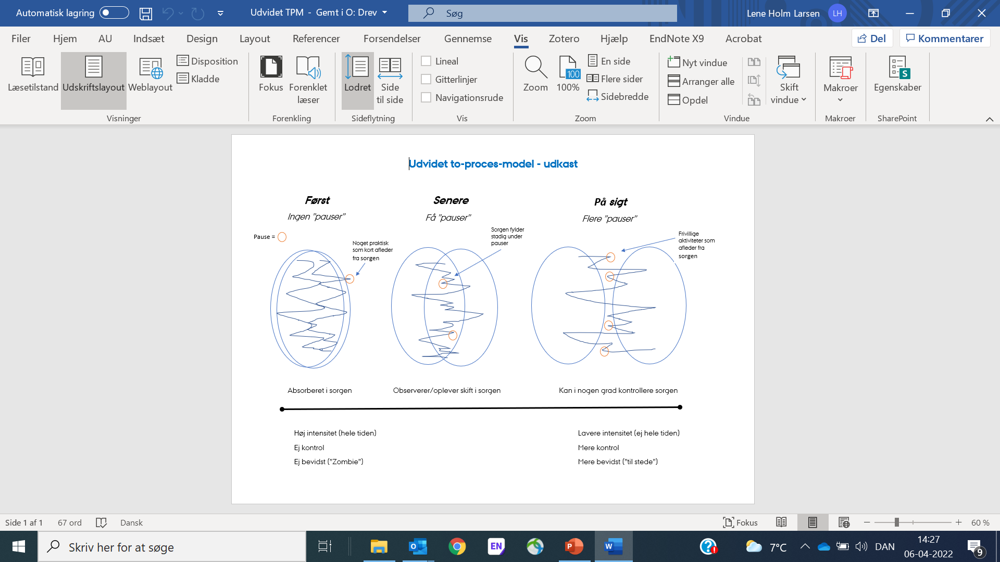 Automatisk lagring
Udvidet TPM - Gemt i O: Drev
Søg
Lene Holm Larsen
LH
Filer
Hjem
AU
Indsæt
Design
Layout
Referencer
Forsendelser
Gennemse
Vis
Zotero
Hjælp
EndNote X9
Acrobat
Del
Kommentarer
Læsetilstand
Udskriftslayout
Weblayout
Disposition
Kladde
Visninger
Fokus
Forenklet
læser
Forenkling
Lodret
Side
til side
Sideflytning
Lineal
Gitterlinjer
Navigationsrude
Vis
Zoom
100
100%
En side
Flere sider
Sidebredde
Zoom
Nyt vindue
Arranger alle
Opdel
Skift
vindue
Vindue
Makroer
Makroer
S
Egenskaber
SharePoint
Udvidet to-proces-model - udkast
Først
Ingen "pauser"
Senere
Få "pauser"
På sigt
Flere "pauser"
Pause =
Noget praktisk
som kort afleder
fra sorgen
Sorgen fylder
stadig under
pauser
Frivillige
aktiviteter som
afleder fra
sorgen
Absorberet i sorgen
Observerer/oplever skift i sorgen
Kan i nogen grad kontrollere sorgen
Høj intensitet (hele tiden)
Ej kontrol
Ej bevidst ("Zombie")
Lavere intensitet (ej hele tiden)
Mere kontrol
Mere bevidst ("til stede")
Side 1 af 1
67 ord
Dansk
Fokus
60 %
Skriv her for at søge
O
EN
P
W
7°C
DAN
14:27
06-04-2022
9